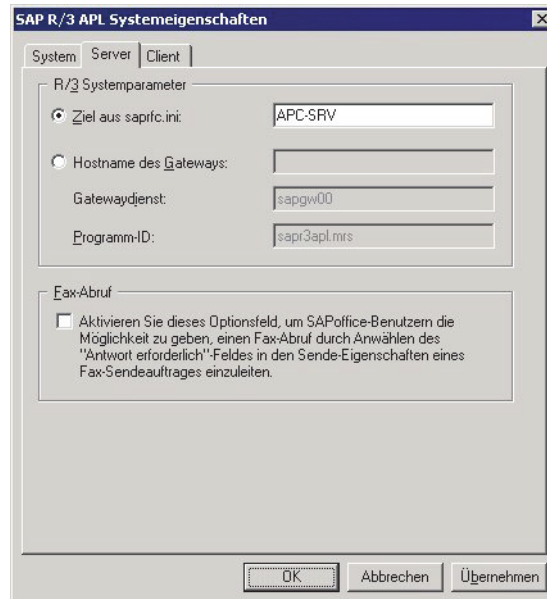 SAP R/3 APL Systemeigenschaften
System Server Client
R/3 Systemparameter
Ziel aus saprfc.ini: APC-SRV
Hostname des Gateways:
Gatewaydienst: sapgw00
Programm-ID: sapr3apl.mrs
Fax-Abruf
Aktivieren Sie dieses Optionsfeld, um SAPoffice-Benutzern die
Möglichkeit zu geben, einen Fax-Abruf durch Anwählen des
"Antwort erforderlich"-Feldes in den Sende-Eigenschaften eines
Fax-Sendeauftrages einzuleiten.
OK Abbrechen Übernehmen